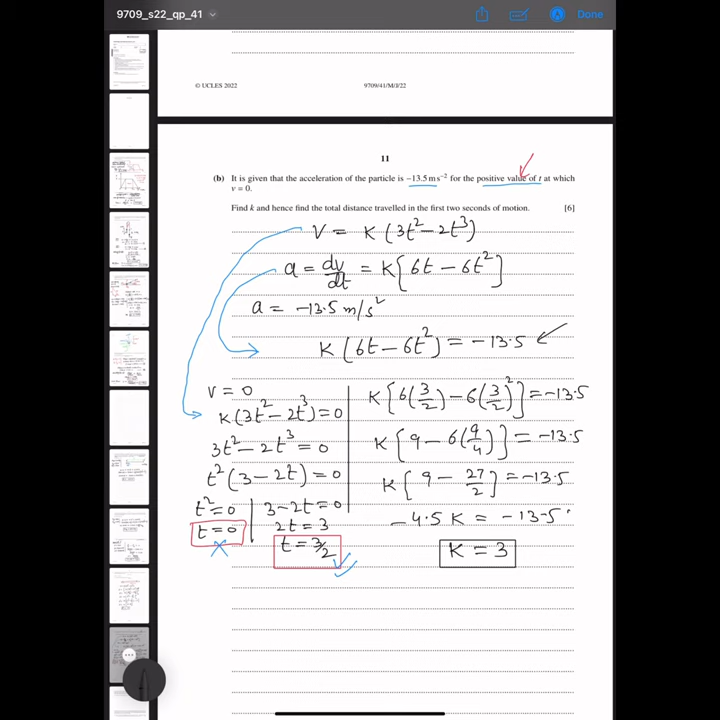 9709_s22_qp_41
Done
© UCLES 2022
9709/41/M/J/22
11
(b) It is given that the acceleration of the particle is −13.5 m s⁻² for the positive value of t at which
v = 0.
Find k and hence find the total distance travelled in the first two seconds of motion. [6]
V = K (3t² − 2t³)
a = dv/dt = K[6t − 6t²]
a = −13.5 m/s²
K (6t − 6t²) = −13.5
V = 0
K(3t² − 2t³) = 0
3t² − 2t³ = 0
t² (3 − 2t) = 0
t² = 0
3 − 2t = 0
t = 0
2t = 3
t = 3/2
K[6(3/2) − 6(3/2)²] = −13.5
K[9 − 6(9/4)] = −13.5
K[9 − 27/2] = −13.5
−4.5K = −13.5
K = 3